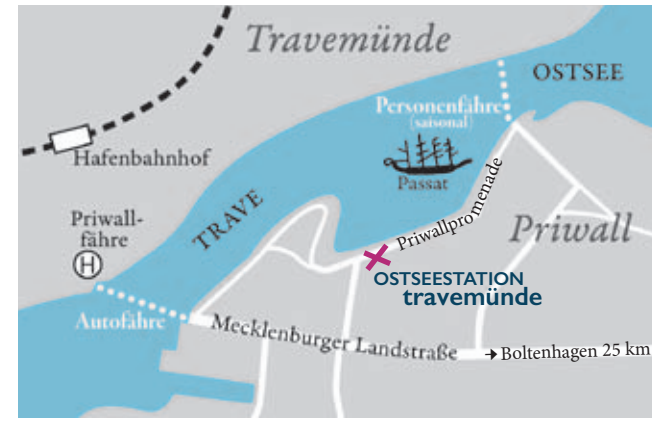 Travemünde
OSTSEE
Personenfähre
(saisonal)
Hafenbahnhof
Passat
Priwallpromenade
Priwall-
fähre
H
TRAVE
Priwall
OSTSEESTATION
travemünde
Autofähre
Mecklenburger Landstraße
→ Boltenhagen 25 km